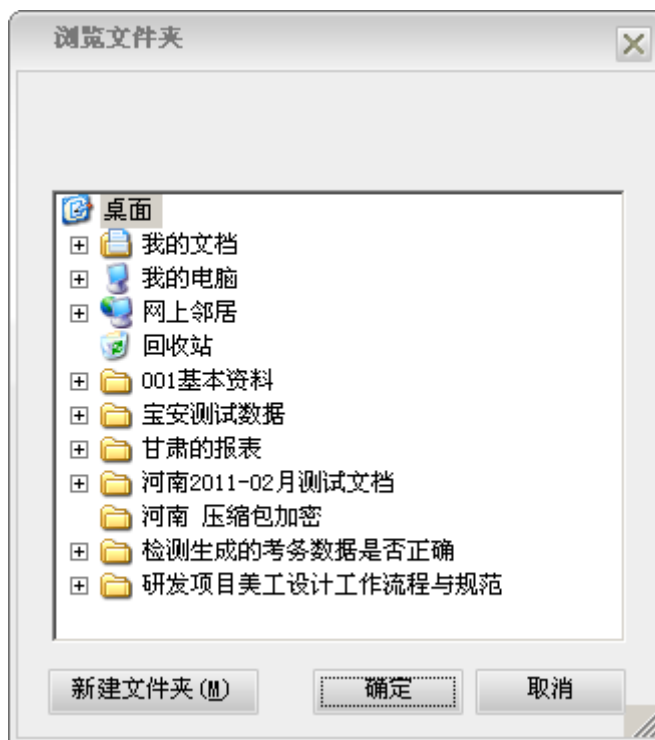 浏览文件夹
桌面
我的文档
我的电脑
网上邻居
回收站
001基本资料
宝安测试数据
甘肃的报表
河南2011-02月测试文档
河南 压缩包加密
检测生成的考务数据是否正确
研发项目美工设计工作流程与规范
新建文件夹(M) 确定 取消